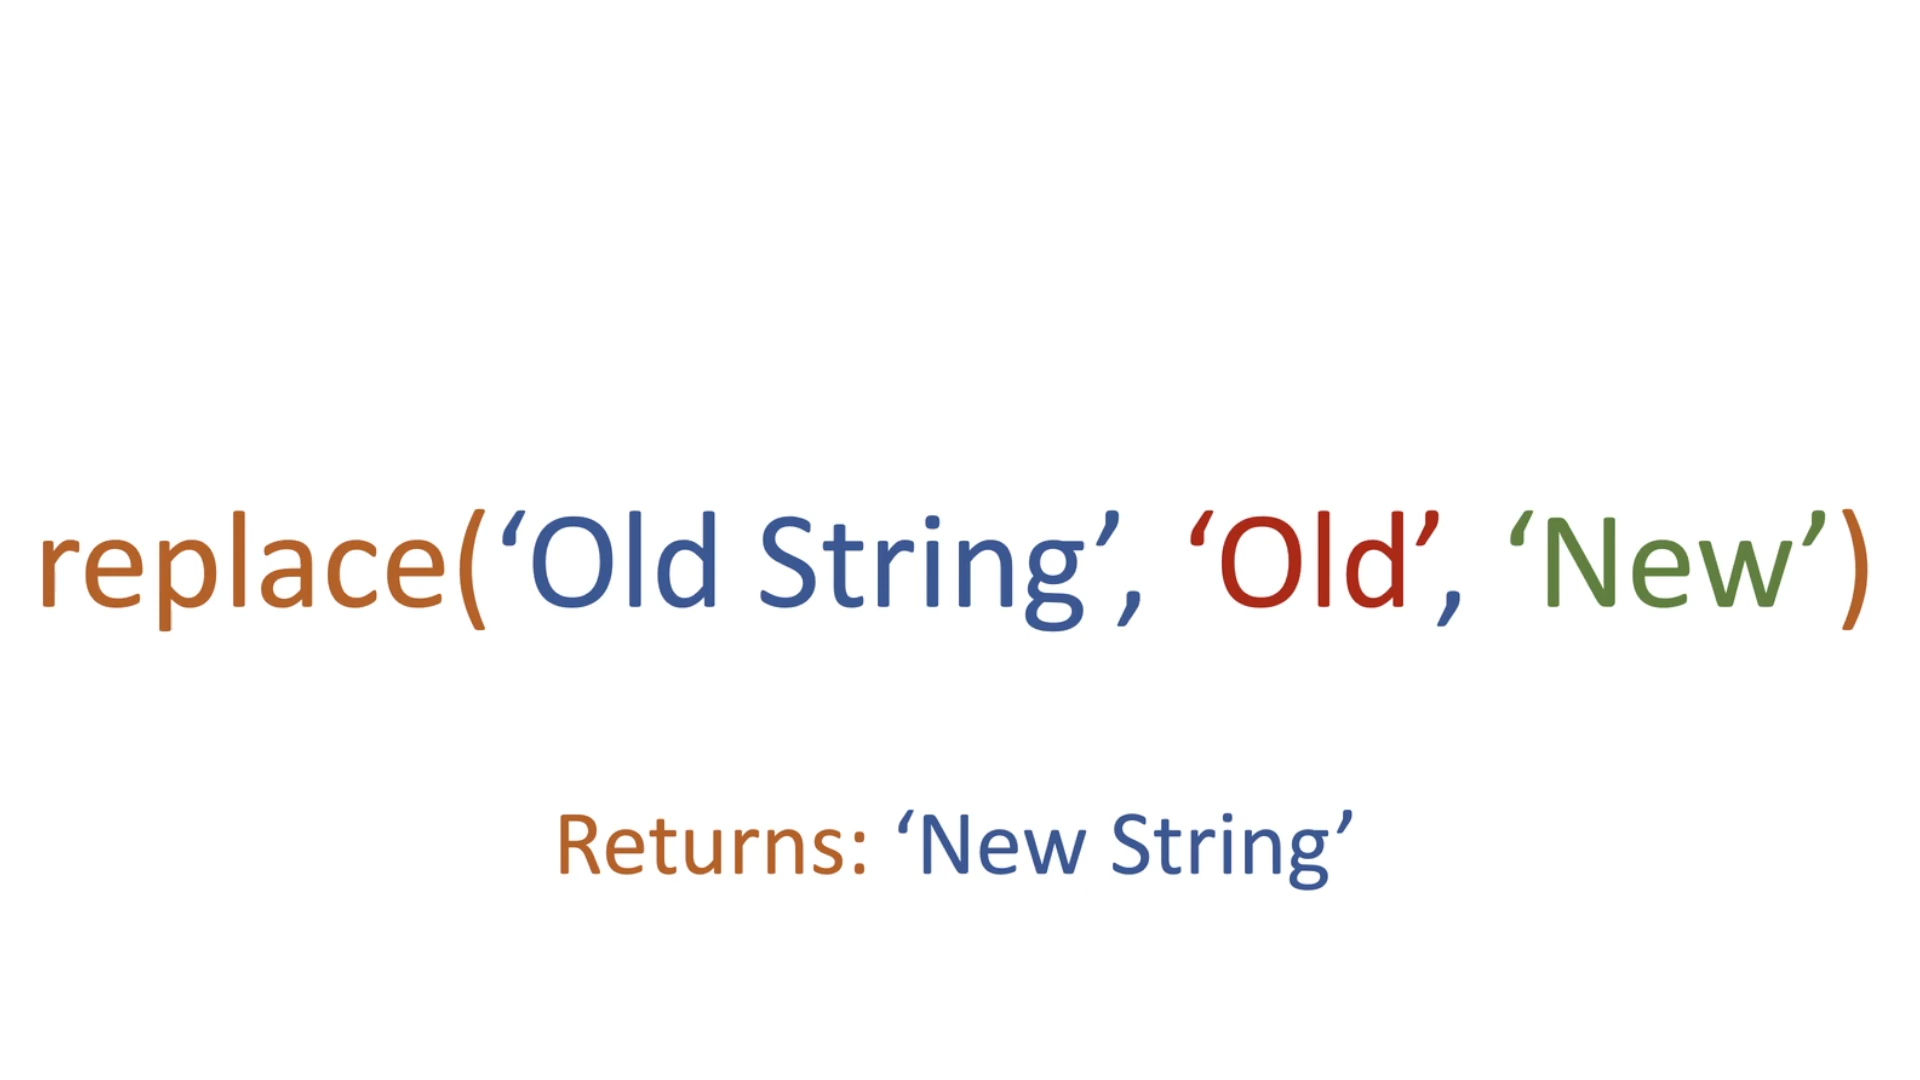 replace(‘Old String’, ‘Old’, ‘New’)
Returns: ‘New String’